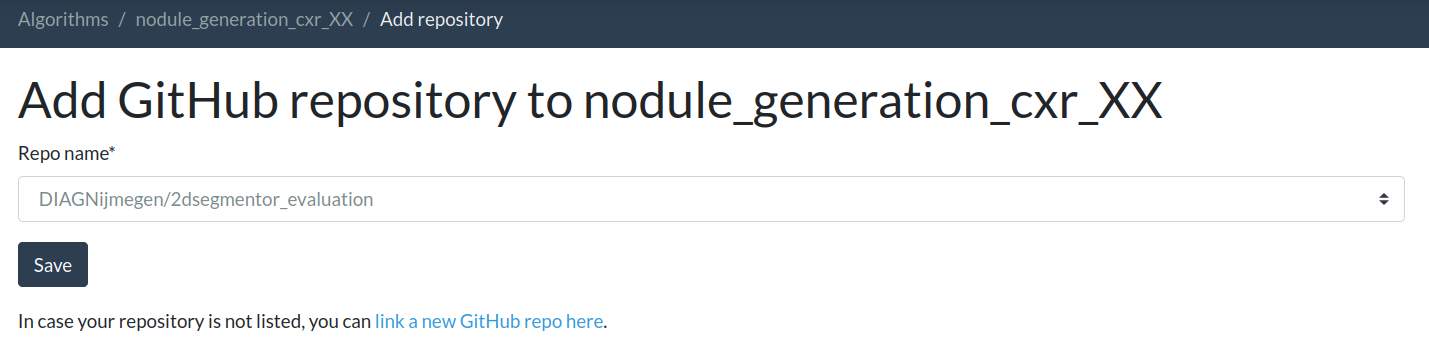 Algorithms / nodule_generation_cxr_XX / Add repository
Add GitHub repository to nodule_generation_cxr_XX
Repo name*
DIAGNijmegen/2dsegmentor_evaluation
Save
In case your repository is not listed, you can link a new GitHub repo here.